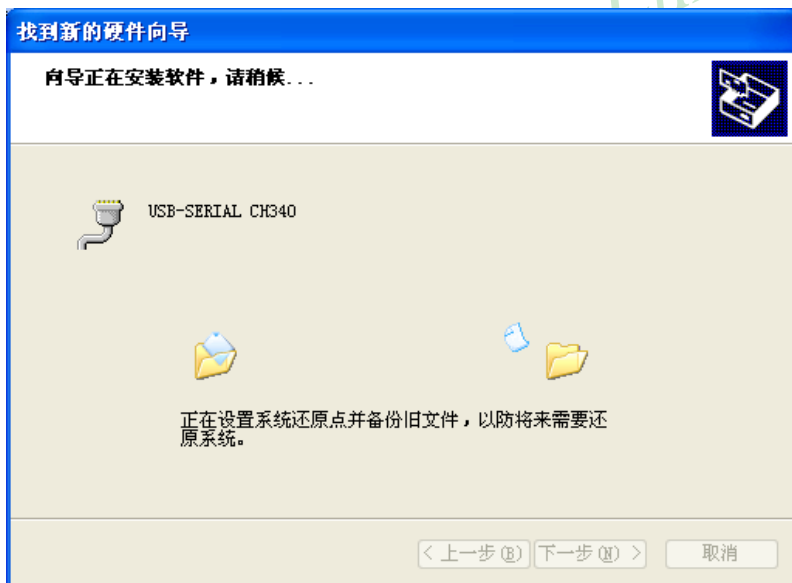 找到新的硬件向导
向导正在安装软件，请稍候...
USB-SERIAL CH340
正在设置系统还原点并备份旧文件，以防将来需要还
原系统。
< 上一步(B) 下一步(N) > 取消